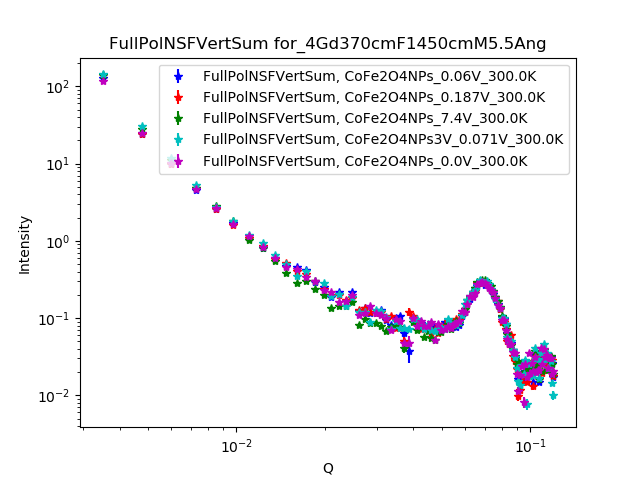 FullPolNSFVertSum for_4Gd370cmF1450cmM5.5Ang
FullPolNSFVertSum, CoFe2O4NPs_0.06V_300.0K
FullPolNSFVertSum, CoFe2O4NPs_0.187V_300.0K
FullPolNSFVertSum, CoFe2O4NPs_7.4V_300.0K
FullPolNSFVertSum, CoFe2O4NPs3V_0.071V_300.0K
FullPolNSFVertSum, CoFe2O4NPs_0.0V_300.0K
10²
10¹
10⁰
10⁻¹
10⁻²
Intensity
10⁻² 10⁻¹
Q